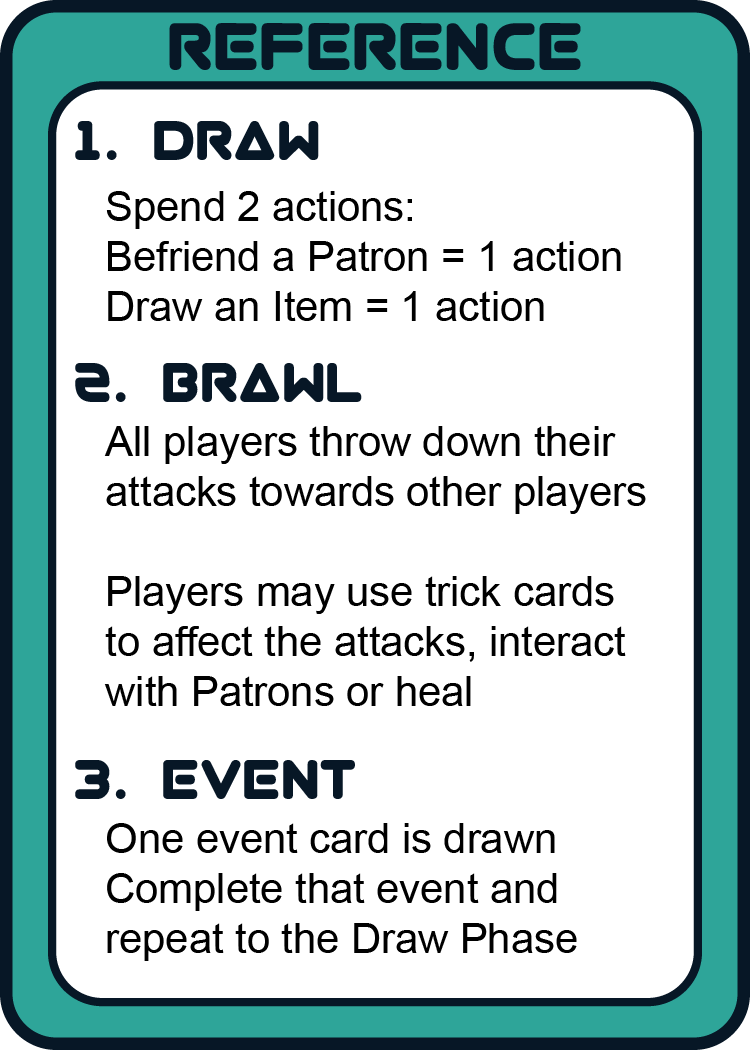 REFERENCE
1. DRAW
Spend 2 actions:
Befriend a Patron = 1 action
Draw an Item = 1 action
2. BRAWL
All players throw down their
attacks towards other players
Players may use trick cards
to affect the attacks, interact
with Patrons or heal
3. EVENT
One event card is drawn
Complete that event and
repeat to the Draw Phase